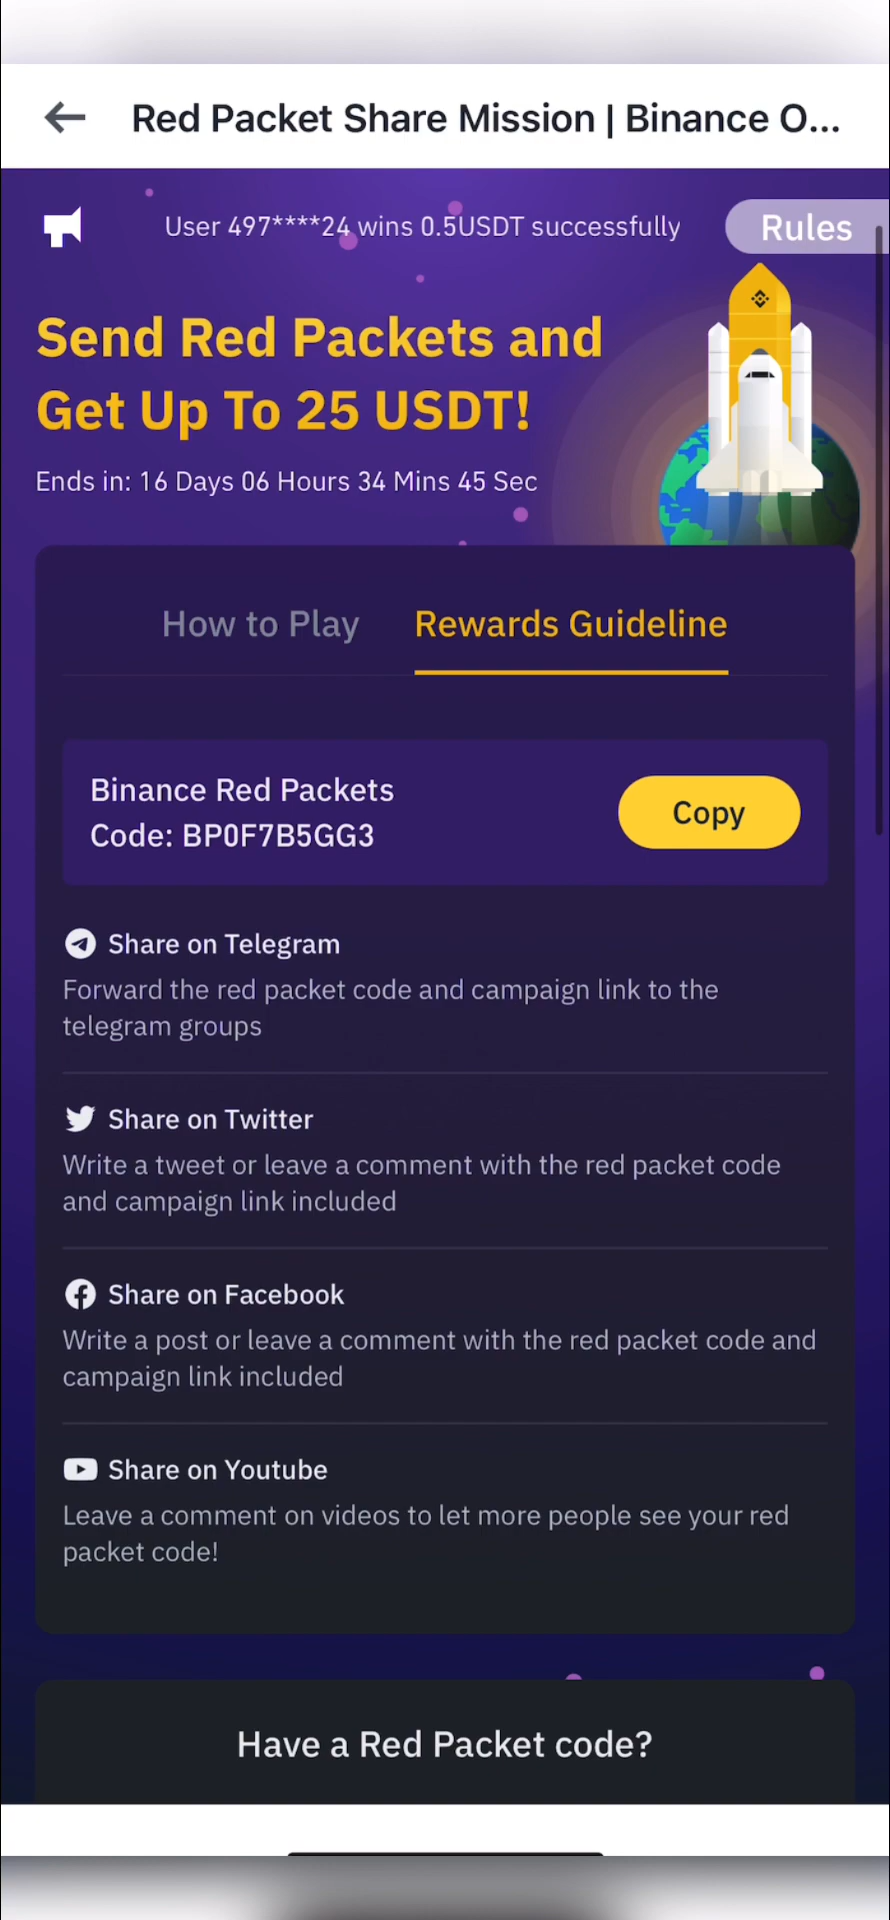 Red Packet Share Mission | Binance O...
User 497****24 wins 0.5USDT successfully
Rules
Send Red Packets and
Get Up To 25 USDT!
Ends in: 16 Days 06 Hours 34 Mins 45 Sec
How to Play
Rewards Guideline
Binance Red Packets
Code: BP0F7B5GG3
Copy
Share on Telegram
Forward the red packet code and campaign link to the
telegram groups
Share on Twitter
Write a tweet or leave a comment with the red packet code
and campaign link included
Share on Facebook
Write a post or leave a comment with the red packet code and
campaign link included
Share on Youtube
Leave a comment on videos to let more people see your red
packet code!
Have a Red Packet code?